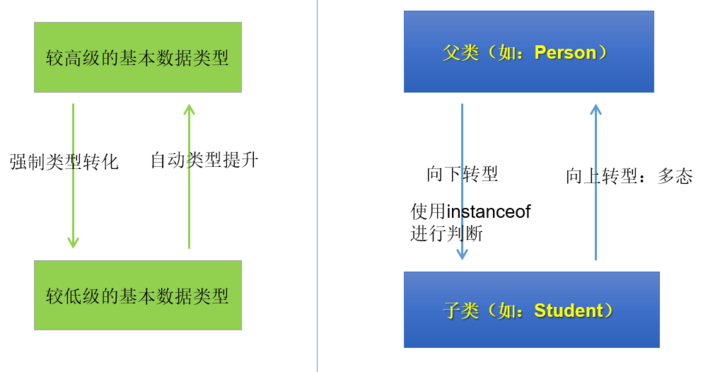 较高级的基本数据类型
强制类型转化
自动类型提升
较低级的基本数据类型
父类（如：Person）
向下转型
使用instanceof
进行判断
向上转型：多态
子类（如：Student）